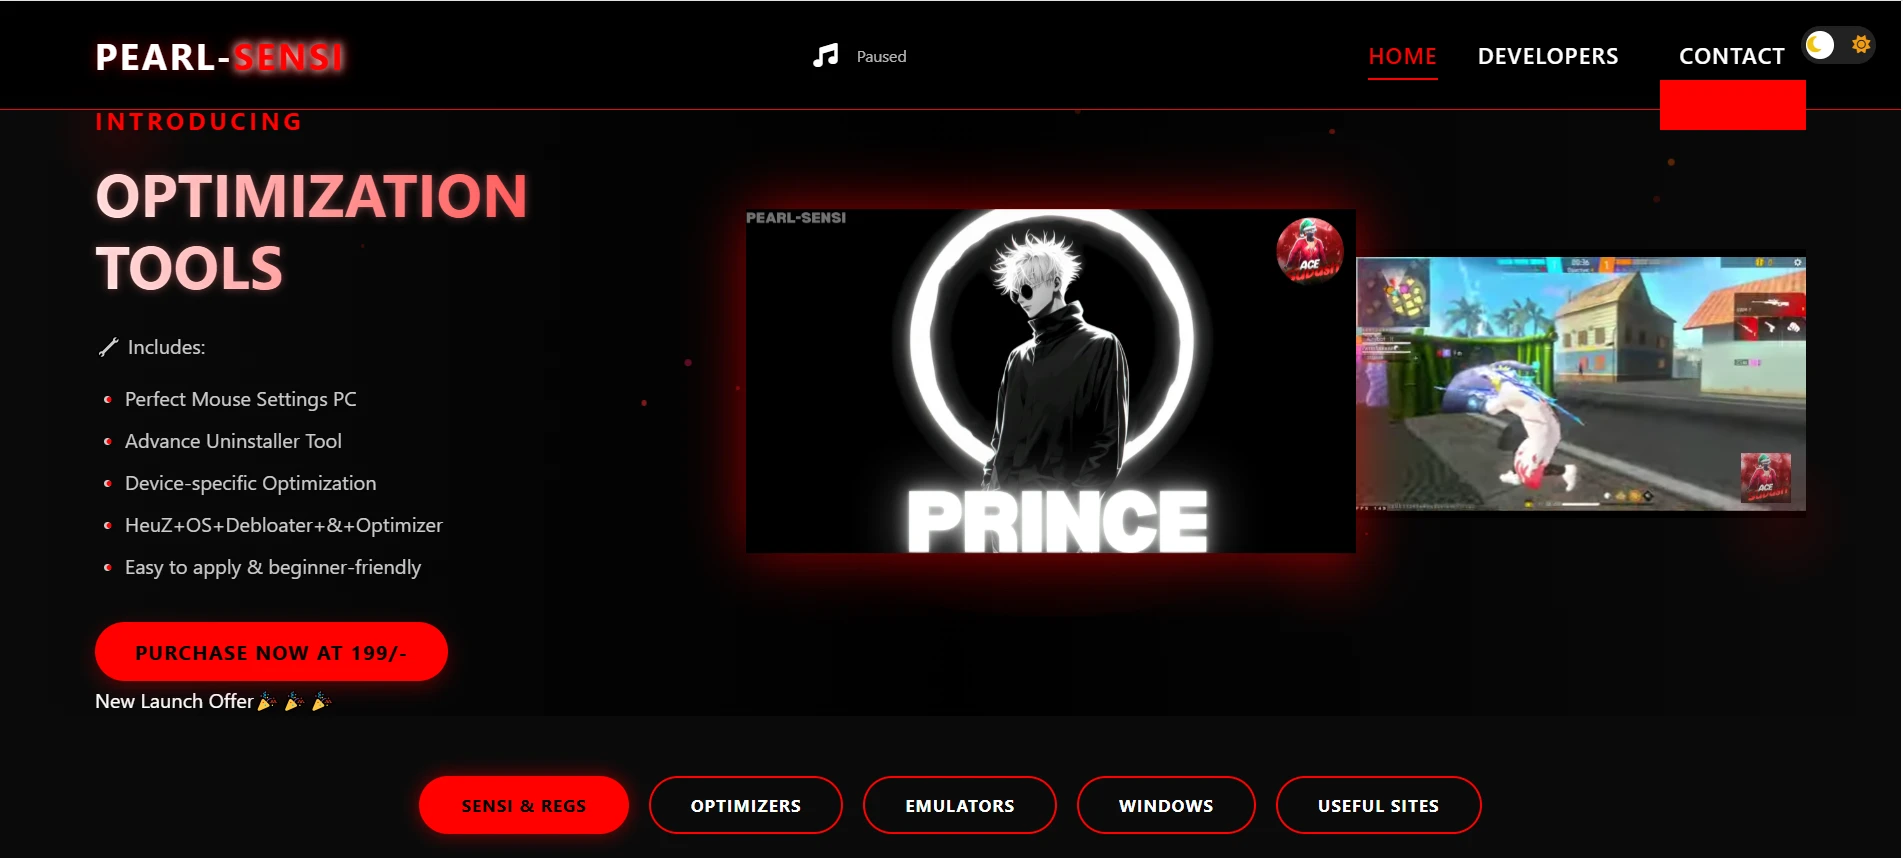 PEARL-SENSI
Paused
HOME
DEVELOPERS
CONTACT
INTRODUCING
OPTIMIZATION
TOOLS
Includes:
Perfect Mouse Settings PC
Advance Uninstaller Tool
Device-specific Optimization
HeuZ+OS+Debloater+&+Optimizer
Easy to apply & beginner-friendly
PURCHASE NOW AT 199/-
New Launch Offer🎉 🎉 🎉
PEARL-SENSI
ACE
PRINCE
ACE
SENSI & REGS
OPTIMIZERS
EMULATORS
WINDOWS
USEFUL SITES